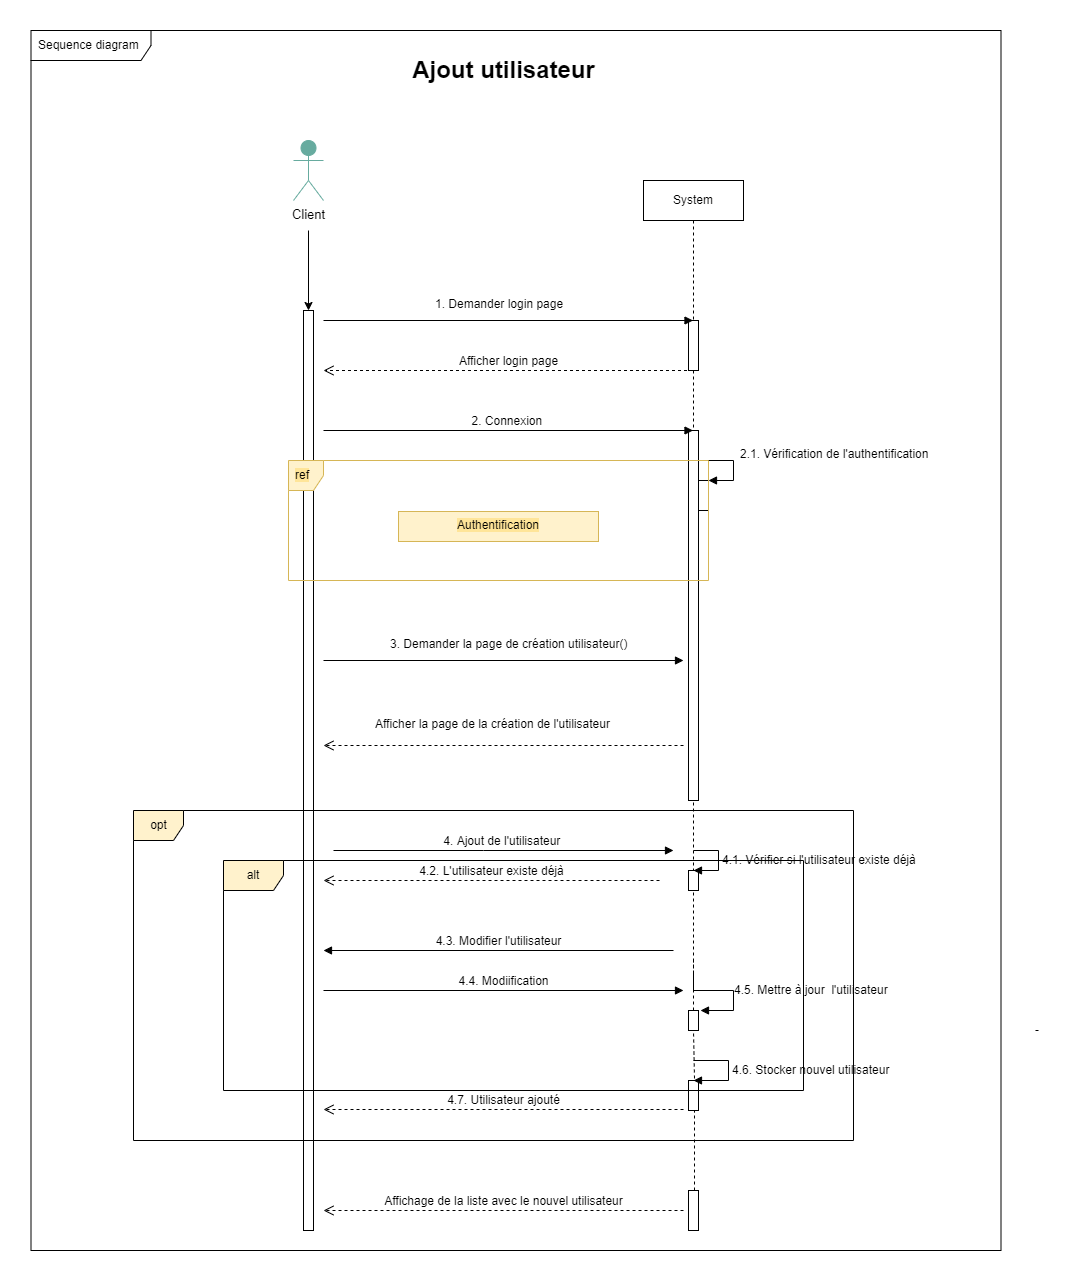 Sequence diagram
Ajout utilisateur
Client
System
1. Demander login page
Afficher login page
2. Connexion
2.1. Vérification de l'authentification
ref
Authentification
3. Demander la page de création utilisateur()
Afficher la page de la création de l'utilisateur
opt
4. Ajout de l'utilisateur
4.1. Vérifier si l'utilisateur existe déjà
alt
4.2. L'utilisateur existe déjà
4.3. Modifier l'utilisateur
4.4. Modiification
4.5. Mettre à jour l'utilisateur
-
4.6. Stocker nouvel utilisateur
4.7. Utilisateur ajouté
Affichage de la liste avec le nouvel utilisateur